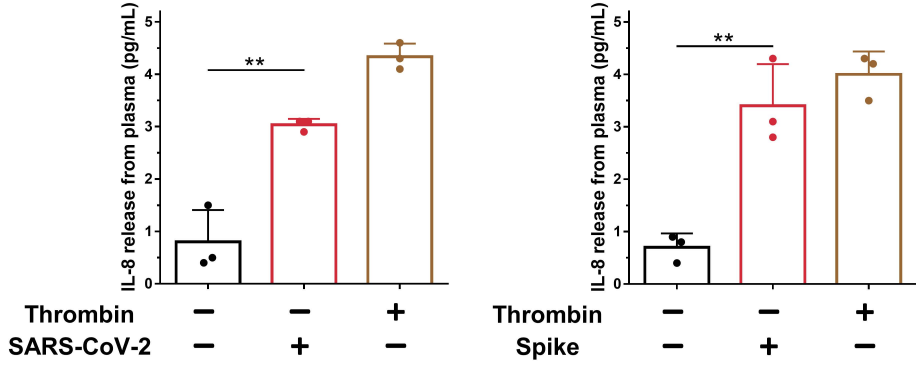 IL-8 release from plasma (pg/mL)
5
4
3
2
1
0
**
Thrombin − − +
SARS-CoV-2 − + −
IL-8 release from plasma (pg/mL)
5
4
3
2
1
0
**
Thrombin − − +
Spike − + −